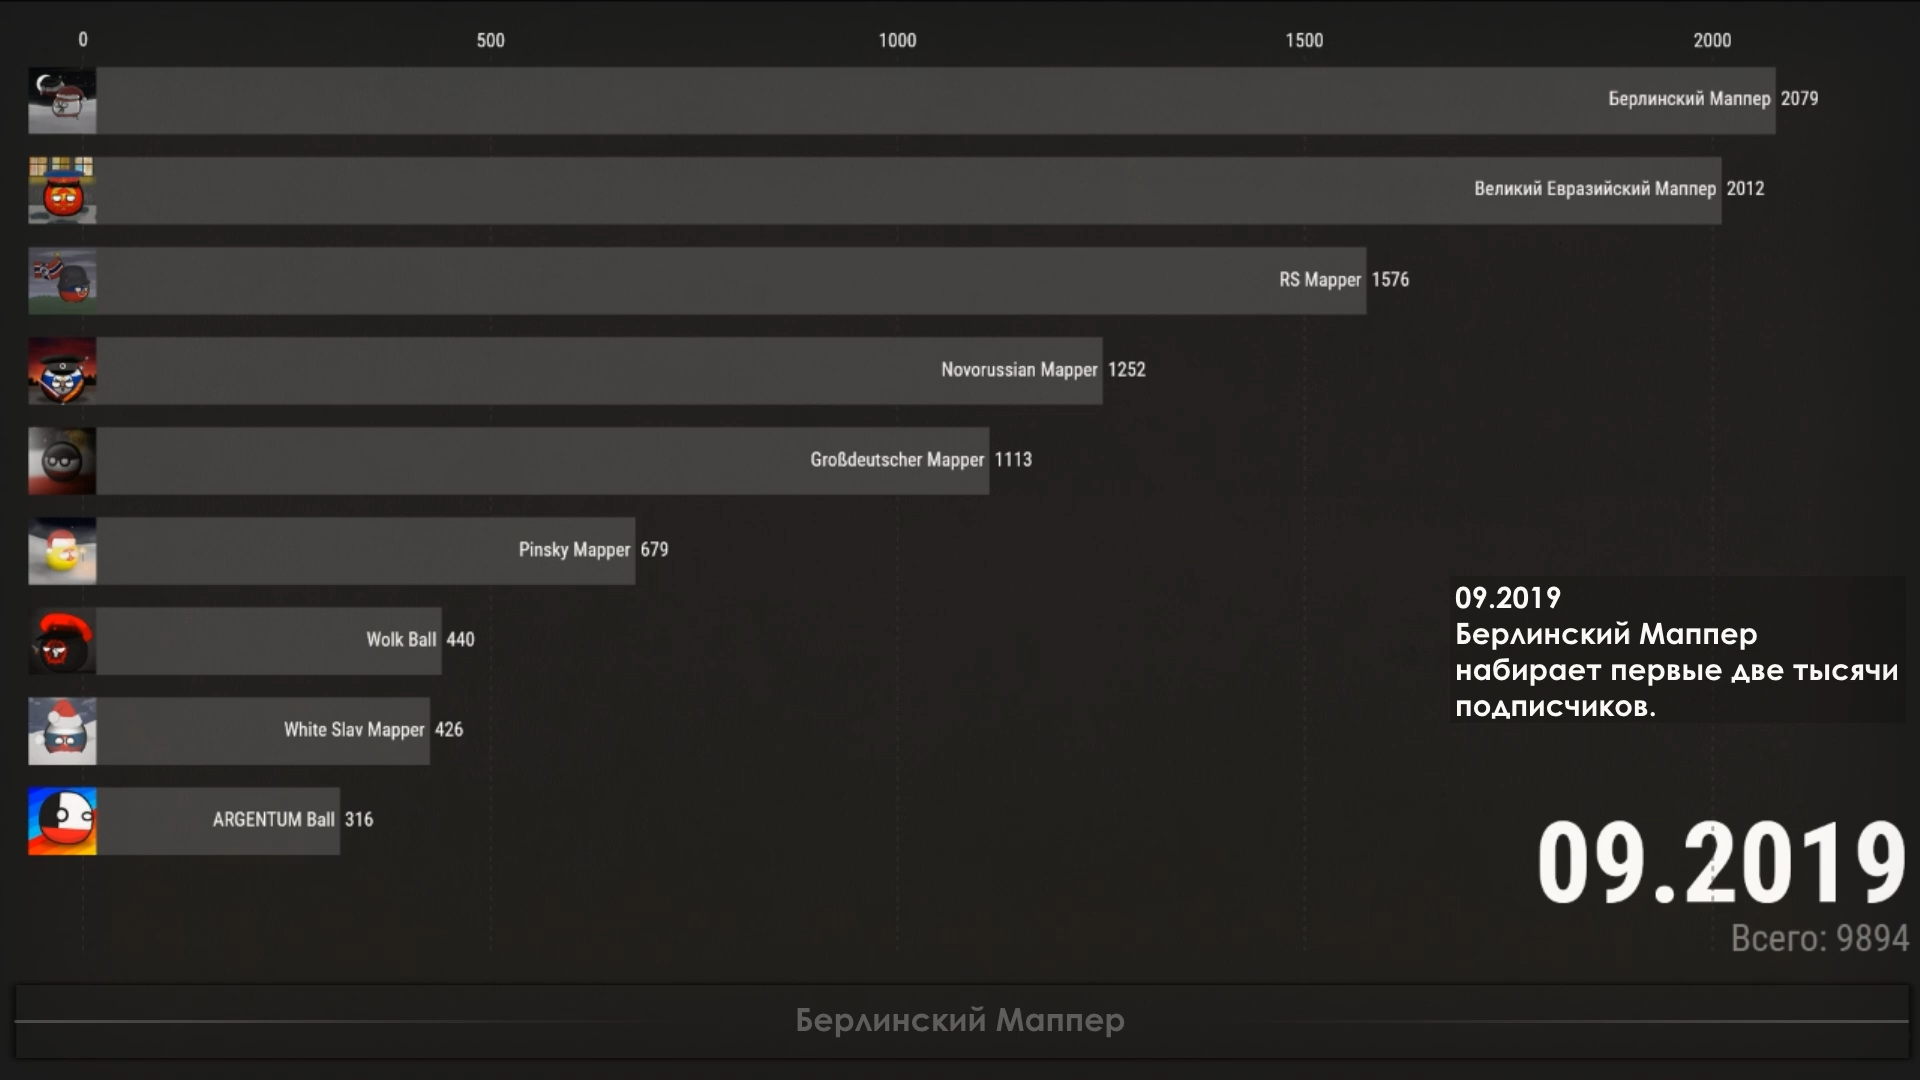 0 500 1000 1500 2000
Берлинский Маппер 2079
Великий Евразийский Маппер 2012
RS Mapper 1576
Novorussian Mapper 1252
Großdeutscher Mapper 1113
Pinsky Mapper 679
Wolk Ball 440
White Slav Mapper 426
ARGENTUM Ball 316
09.2019
Берлинский Маппер
набирает первые две тысячи
подписчиков.
09.2019
Всего: 9894
Берлинский Маппер